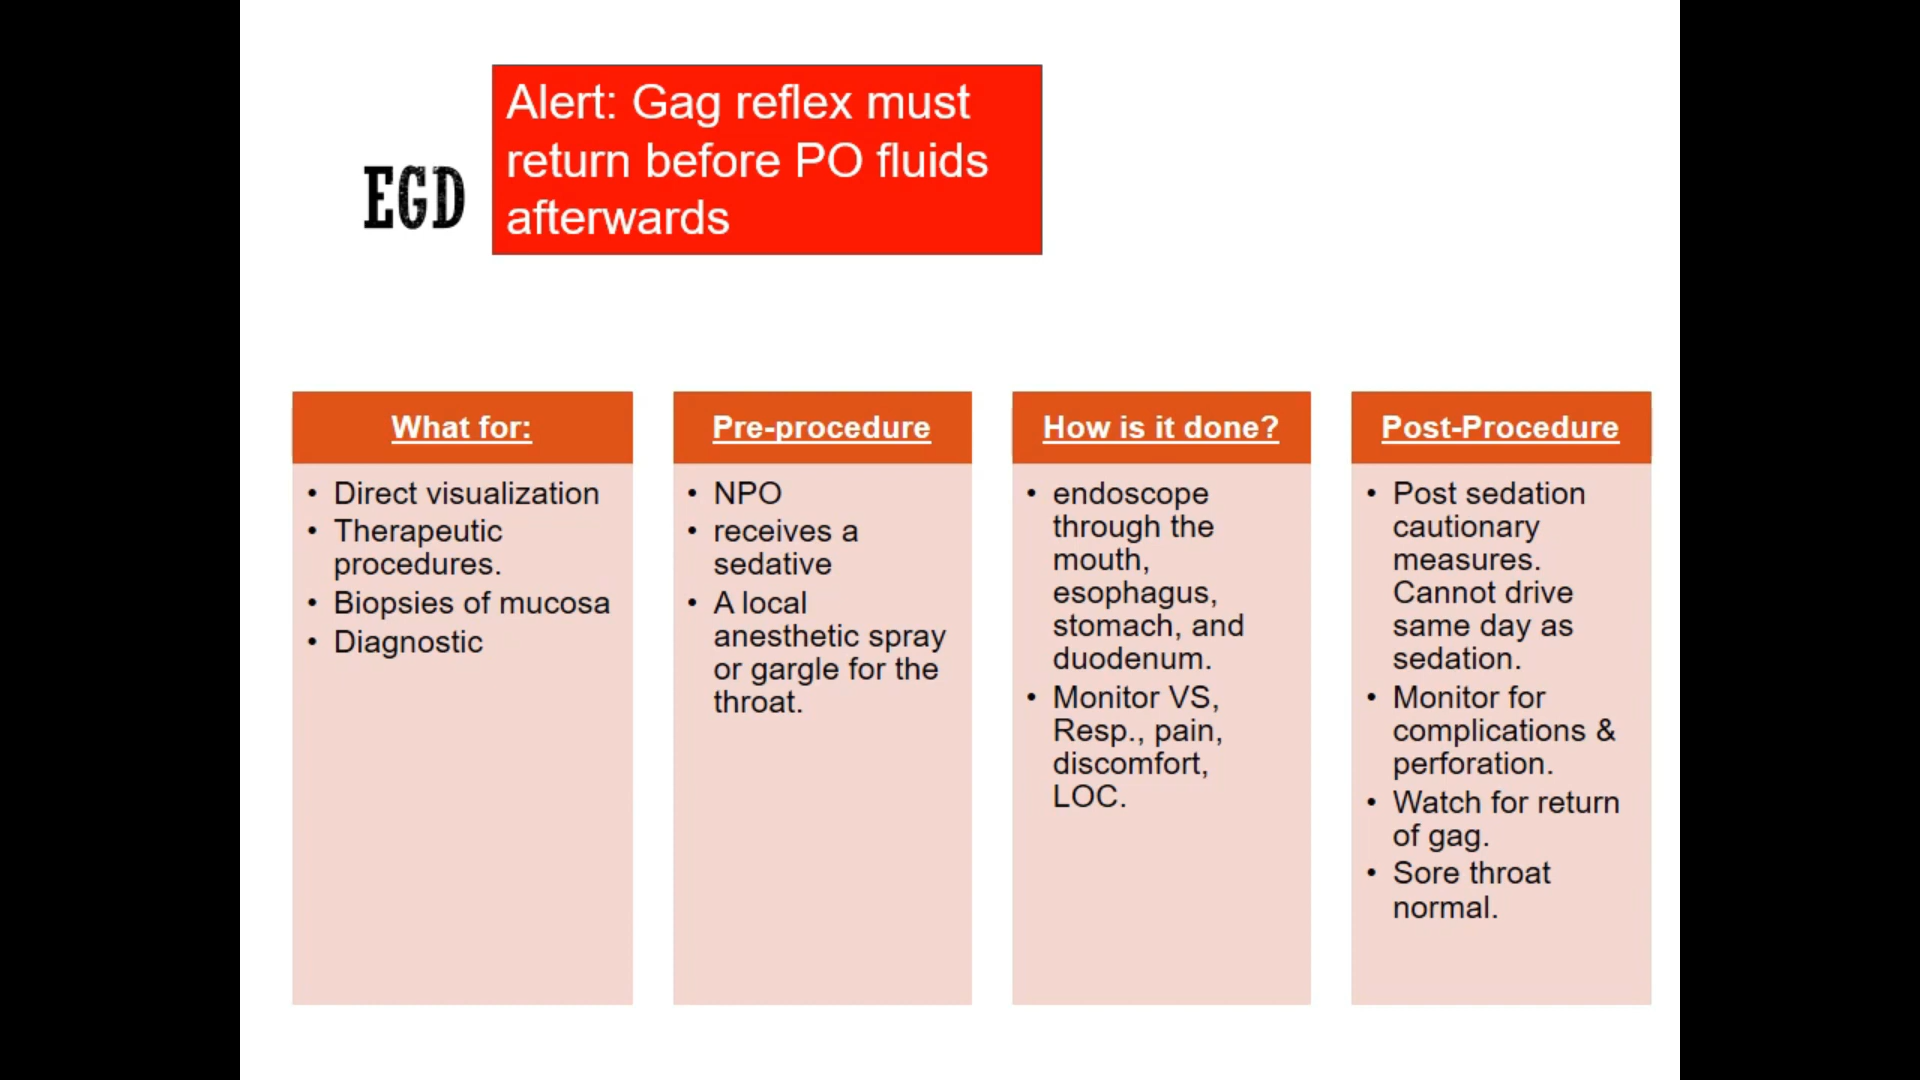 EGD
Alert: Gag reflex must
return before PO fluids
afterwards
What for:
• Direct visualization
• Therapeutic
procedures.
• Biopsies of mucosa
• Diagnostic
Pre-procedure
• NPO
• receives a
sedative
• A local
anesthetic spray
or gargle for the
throat.
How is it done?
• endoscope
through the
mouth,
esophagus,
stomach, and
duodenum.
• Monitor VS,
Resp., pain,
discomfort,
LOC.
Post-Procedure
• Post sedation
cautionary
measures.
Cannot drive
same day as
sedation.
• Monitor for
complications &
perforation.
• Watch for return
of gag.
• Sore throat
normal.